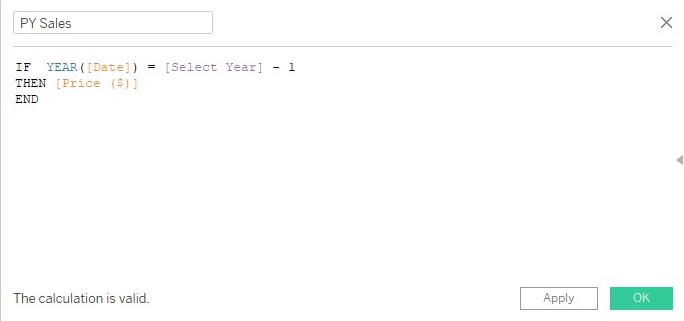 PY Sales
IF  YEAR([Date]) = [Select Year] - 1
THEN [Price ($)]
END
The calculation is valid.
Apply
OK